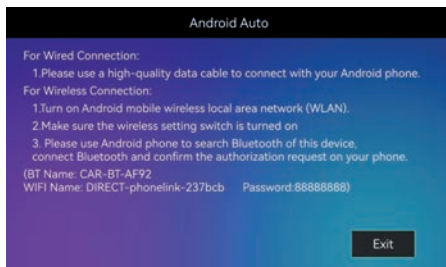 Android Auto
For Wired Connection:
1.Please use a high-quality data cable to connect with your Android phone.
For Wireless Connection:
1.Turn on Android mobile wireless local area network (WLAN).
2.Make sure the wireless setting switch is turned on
3. Please use Android phone to search Bluetooth of this device,
connect Bluetooth and confirm the authorization request on your phone.
(BT Name: CAR-BT-AF92
WIFI Name: DIRECT-phonelink-237bcb Password:88888888)
Exit